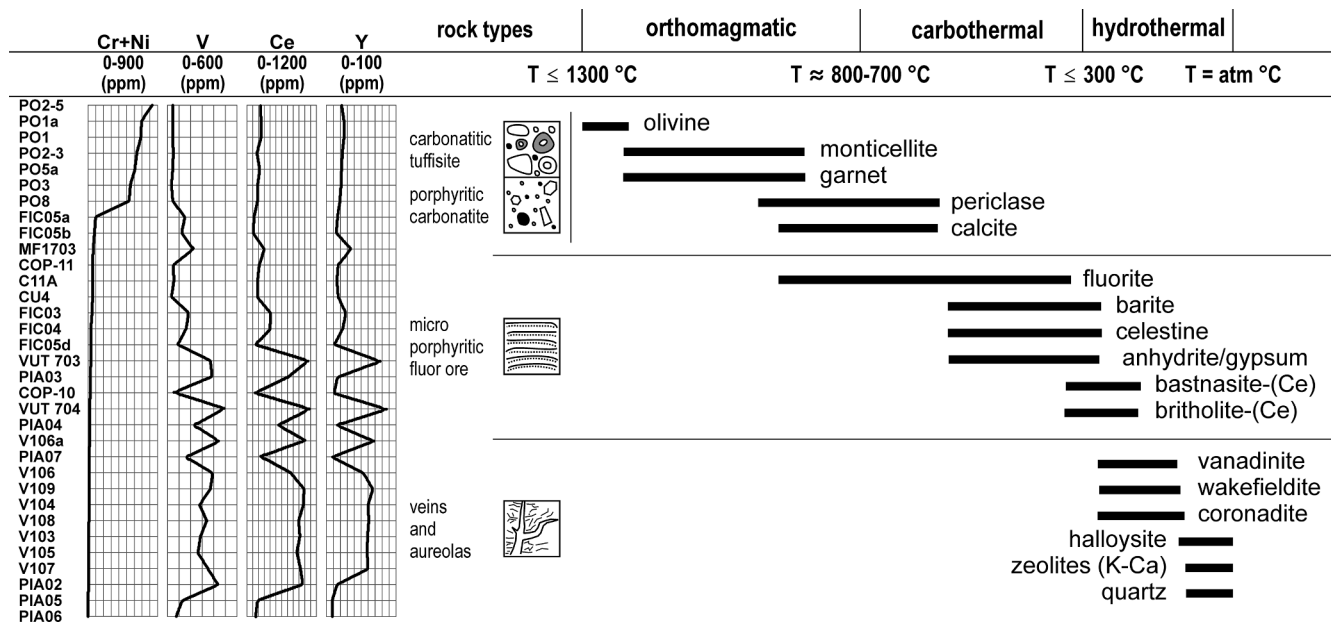 Cr+Ni V Ce Y rock types orthomagmatic carbothermal hydrothermal
0-900 0-600 0-1200 0-100
(ppm) (ppm) (ppm) (ppm)
T ≤ 1300 °C T ≈ 800-700 °C T ≤ 300 °C T = atm °C
PO2-5
PO1a
PO1
PO2-3
PO5a
PO3
PO8
FIC05a
FIC05b
MF1703
COP-11
C11A
CU4
FIC03
FIC04
FIC05d
VUT 703
PIA03
COP-10
VUT 704
PIA04
V106a
PIA07
V106
V109
V104
V108
V103
V105
V107
PIA02
PIA05
PIA06
carbonatitic
tuffisite
porphyritic
carbonatite
micro
porphyritic
fluor ore
veins
and
aureolas
olivine
monticellite
garnet
periclase
calcite
fluorite
barite
celestine
anhydrite/gypsum
bastnasite-(Ce)
britholite-(Ce)
vanadinite
wakefieldite
coronadite
halloysite
zeolites (K-Ca)
quartz